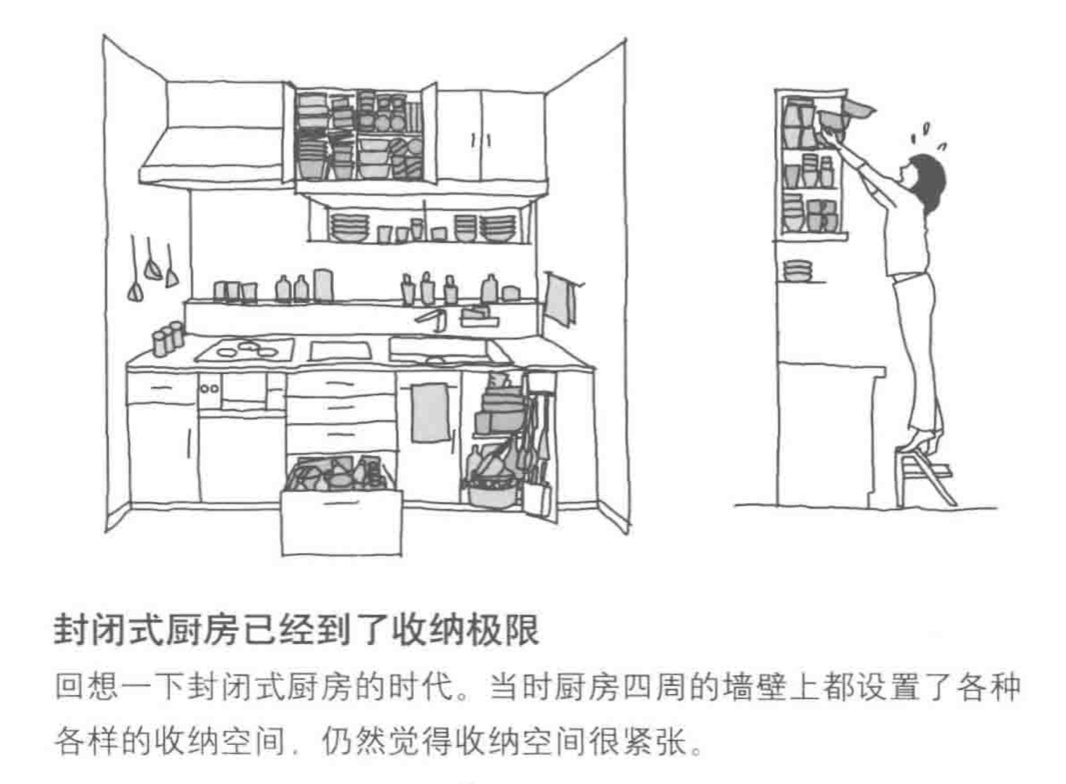 封闭式厨房已经到了收纳极限
回想一下封闭式厨房的时代。当时厨房四周的墙壁上都设置了各种
各样的收纳空间，仍然觉得收纳空间很紧张。